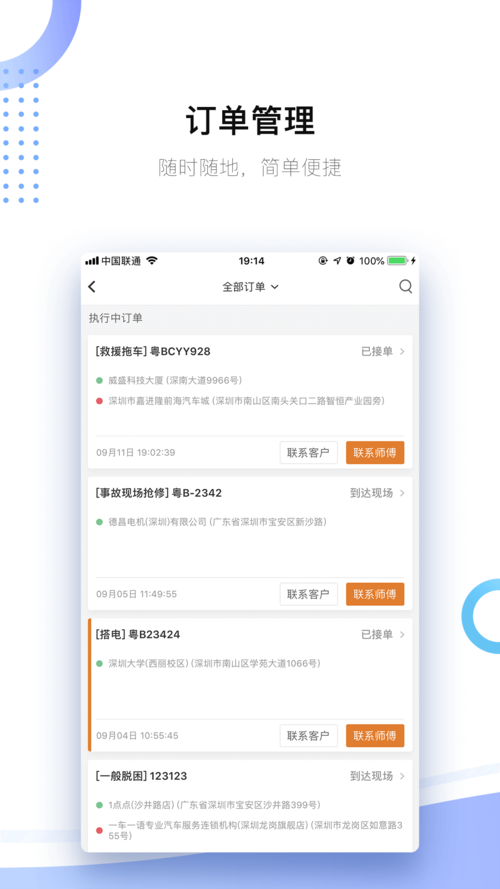 订单管理
随时随地，简单便捷
中国联通 19:14 100%
全部订单
执行中订单
[救援拖车] 粤BCYY928 已接单
威盛科技大厦 (深南大道9966号)
深圳市嘉进隆前海汽车城 (深圳市南山区南头关口二路智恒产业园旁)
09月11日 19:02:39 联系客户 联系师傅
[事故现场抢修] 粤B-2342 到达现场
德昌电机(深圳)有限公司 (广东省深圳市宝安区新沙路)
09月05日 11:49:55 联系客户 联系师傅
[搭电] 粤B23424 已接单
深圳大学(西丽校区) (深圳市南山区学苑大道1066号)
09月04日 10:55:45 联系客户 联系师傅
[一般脱困] 123123 到达现场
1点点(沙井路店) (广东省深圳市宝安区沙井路399号)
一车一语专业汽车服务连锁机构(深圳龙岗旗舰店) (深圳市龙岗区如意路3
55号)